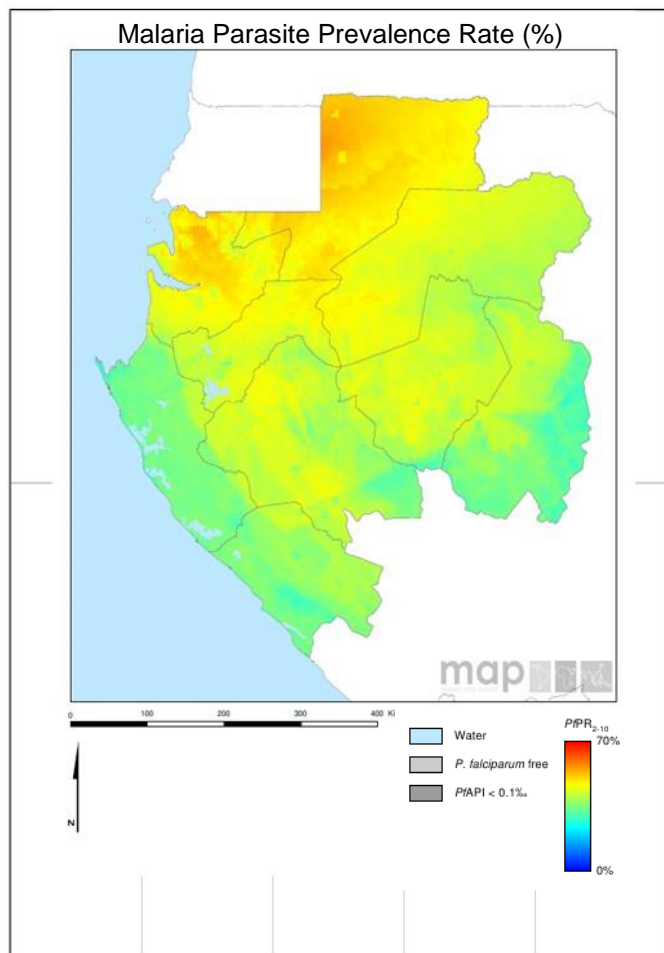 Malaria Parasite Prevalence Rate (%)
map
0 100 200 300 400 Ki
Water
P. falciparum free
PfAPI < 0.1‰
N
PfPR2-10
70%
0%